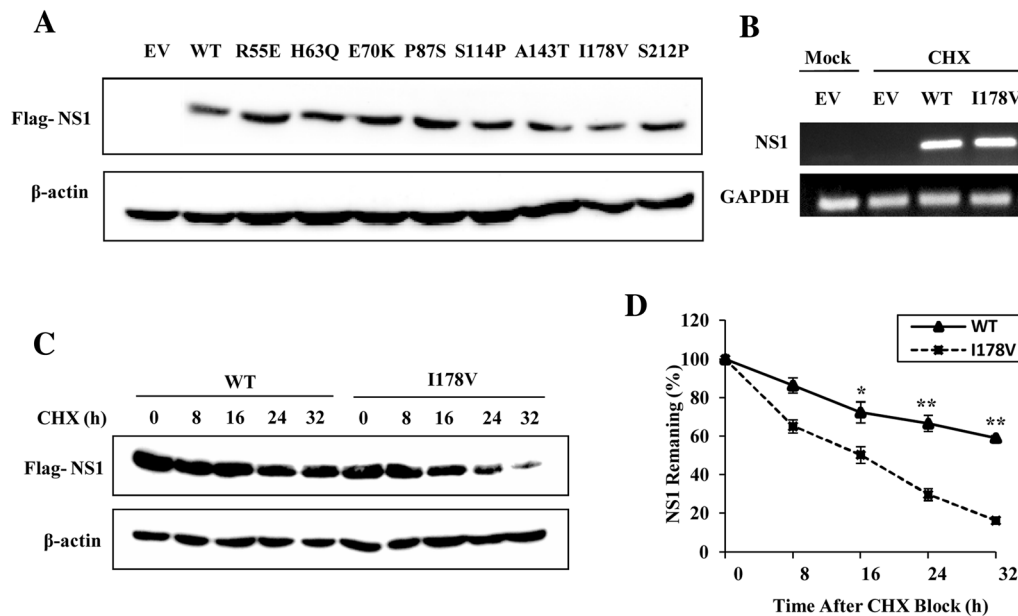 A
EV WT R55E H63Q E70K P87S S114P A143T I178V S212P
Flag- NS1
β-actin
B
Mock CHX
EV EV WT I178V
NS1
GAPDH
C
WT I178V
CHX (h) 0 8 16 24 32 0 8 16 24 32
Flag- NS1
β-actin
D
WT
I178V
NS1 Remaning (%)
120
100
80
60
40
20
0
* ** **
0 8 16 24 32
Time After CHX Block (h)